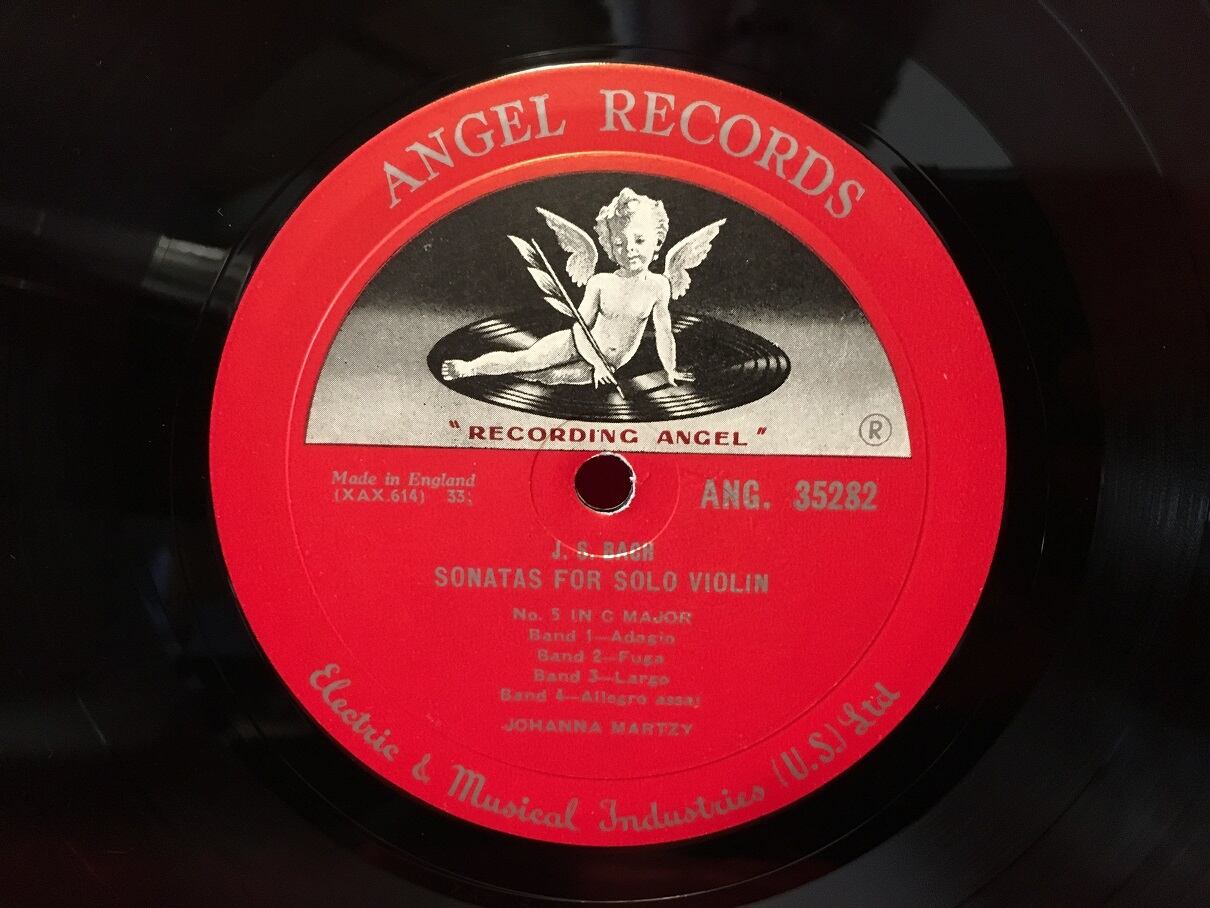 ANGEL RECORDS
"RECORDING ANGEL" ®
Made in England
(XAX.614) 33
ANG. 35282
J. S. BACH
SONATAS FOR SOLO VIOLIN
No. 5 IN C MAJOR
Band 1—Adagio
Band 2—Fuga
Band 3—Largo
Band 4—Allegro assai
JOHANNA MARTZY
Electric & Musical Industries (U.S.) Ltd